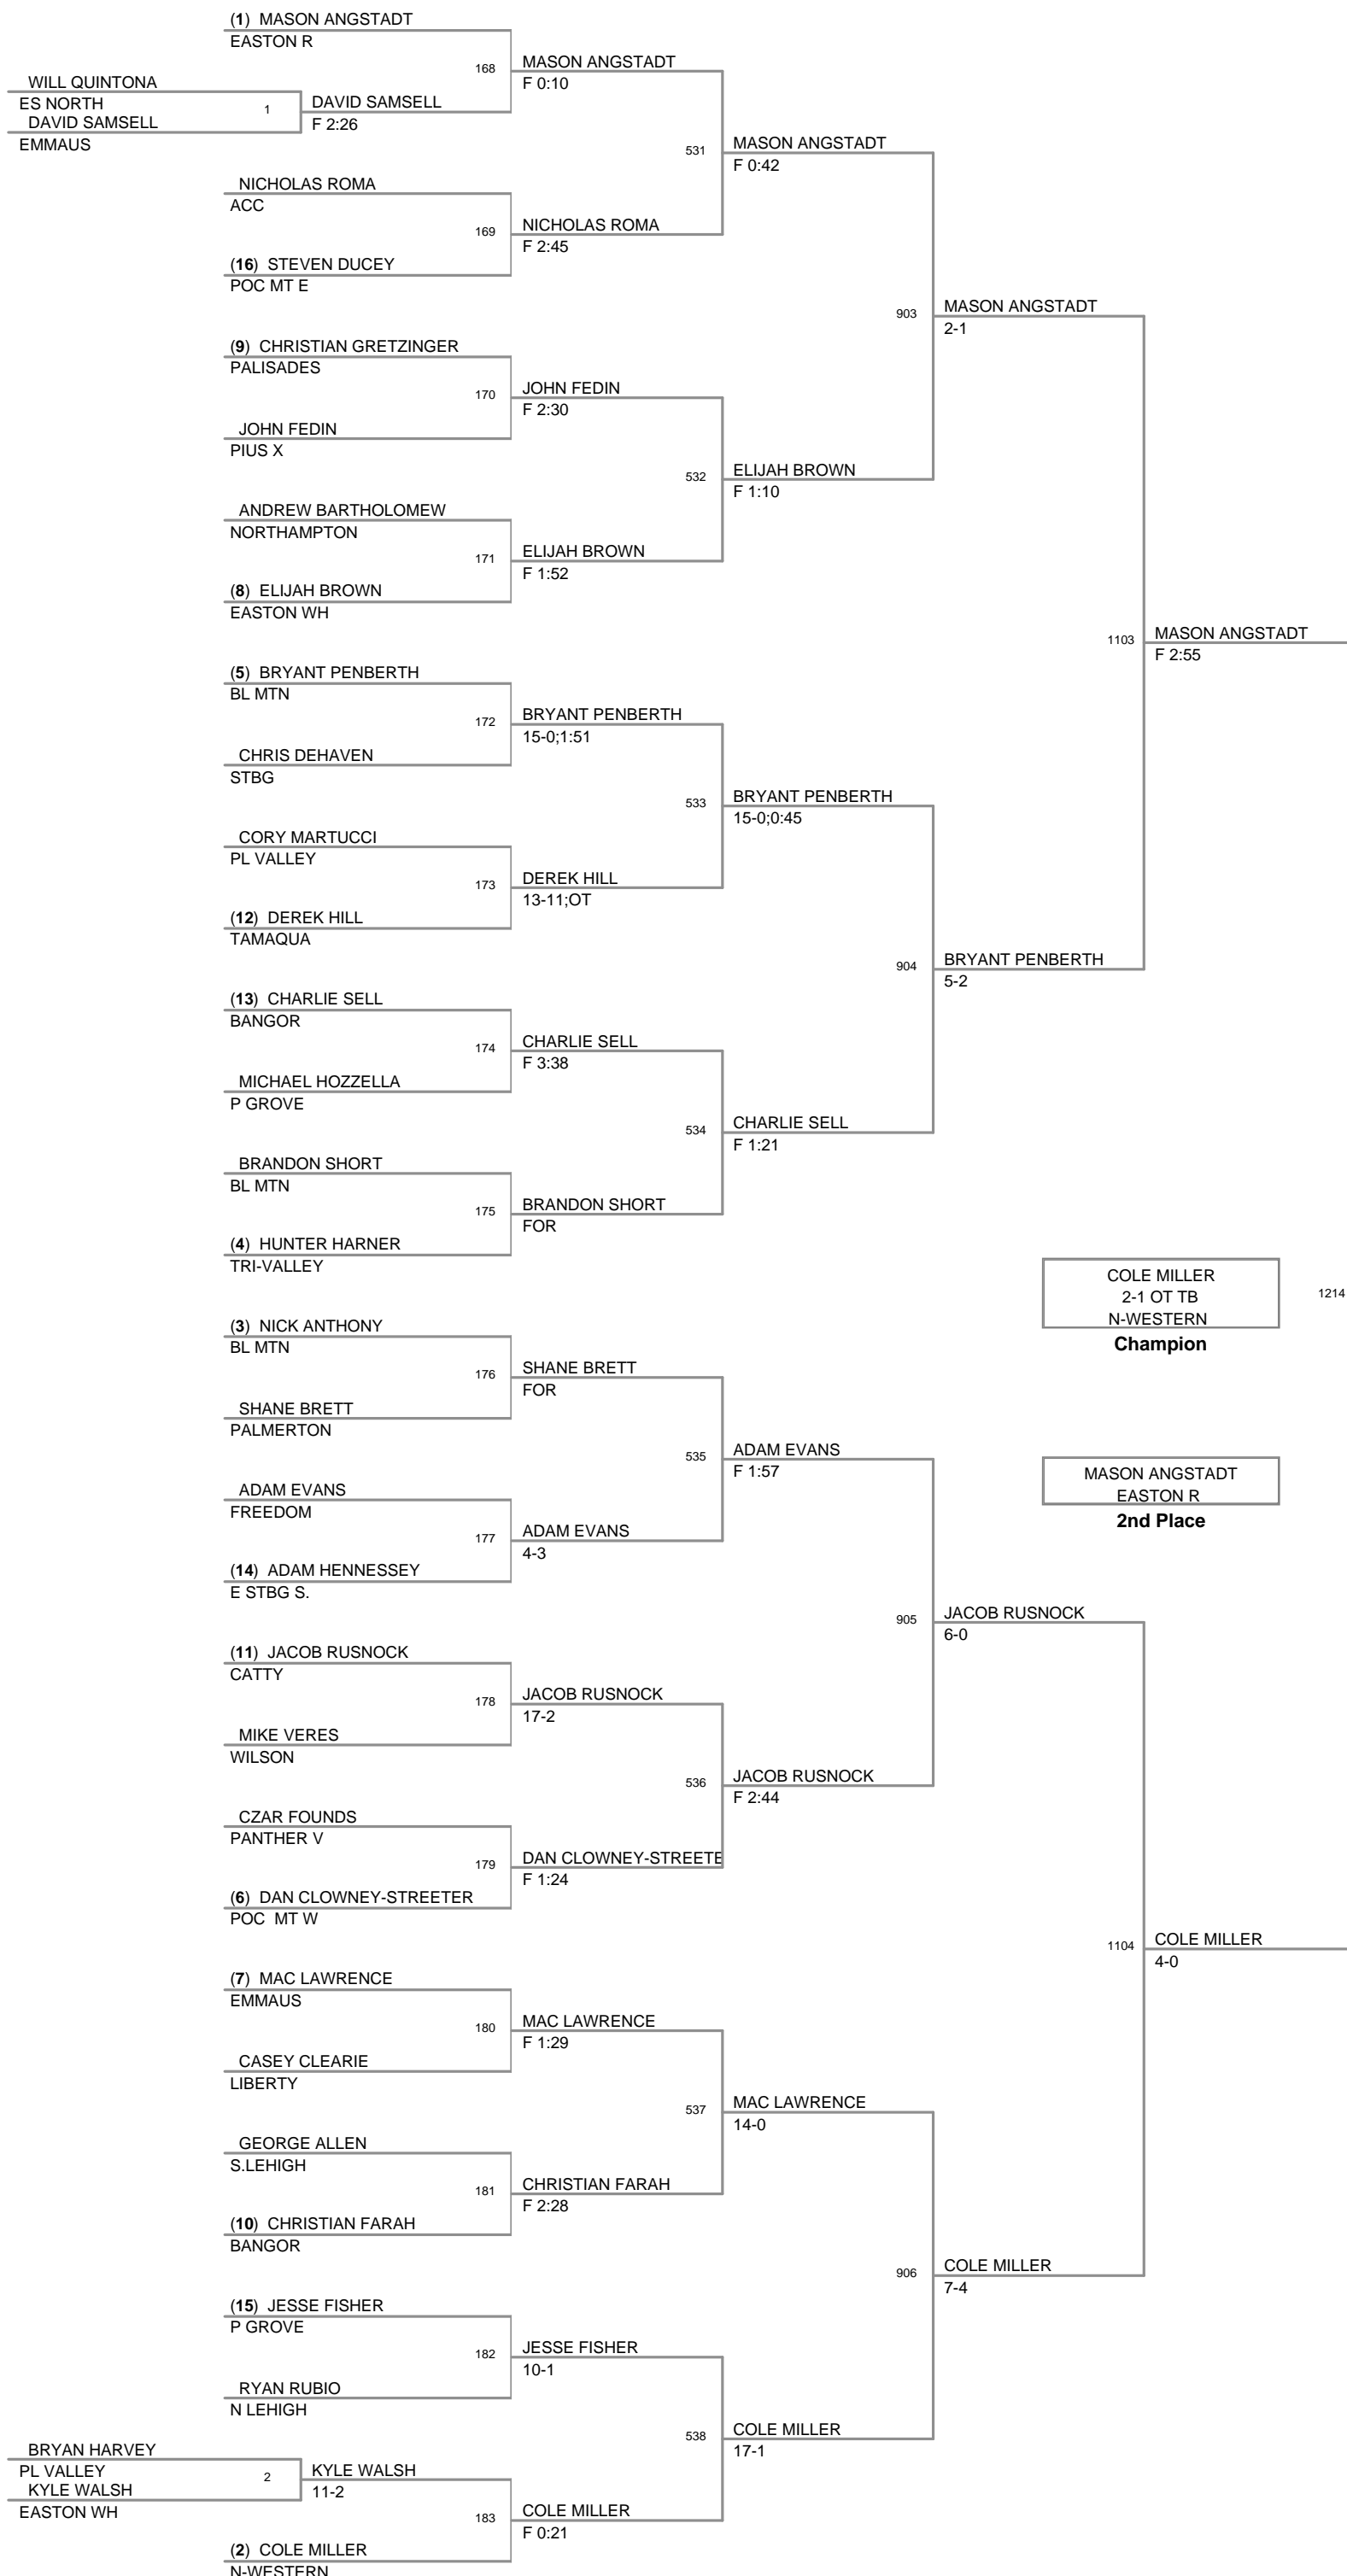 (1) MASON ANGSTADT
EASTON R
168
MASON ANGSTADT
F 0:10
WILL QUINTONA
ES NORTH
1
DAVID SAMSELL
EMMAUS
DAVID SAMSELL
F 2:26
531
MASON ANGSTADT
F 0:42
NICHOLAS ROMA
ACC
169
NICHOLAS ROMA
F 2:45
(16) STEVEN DUCEY
POC MT E
903
MASON ANGSTADT
2-1
(9) CHRISTIAN GRETZINGER
PALISADES
170
JOHN FEDIN
F 2:30
JOHN FEDIN
PIUS X
532
ELIJAH BROWN
F 1:10
ANDREW BARTHOLOMEW
NORTHAMPTON
171
ELIJAH BROWN
F 1:52
(8) ELIJAH BROWN
EASTON WH
1103
MASON ANGSTADT
F 2:55
(5) BRYANT PENBERTH
BL MTN
172
BRYANT PENBERTH
15-0;1:51
CHRIS DEHAVEN
STBG
533
BRYANT PENBERTH
15-0;0:45
CORY MARTUCCI
PL VALLEY
173
DEREK HILL
13-11;OT
(12) DEREK HILL
TAMAQUA
904
BRYANT PENBERTH
5-2
(13) CHARLIE SELL
BANGOR
174
CHARLIE SELL
F 3:38
MICHAEL HOZZELLA
P GROVE
534
CHARLIE SELL
F 1:21
BRANDON SHORT
BL MTN
175
BRANDON SHORT
FOR
(4) HUNTER HARNER
TRI-VALLEY
COLE MILLER
2-1 OT TB
N-WESTERN
Champion
1214
(3) NICK ANTHONY
BL MTN
176
SHANE BRETT
FOR
SHANE BRETT
PALMERTON
535
ADAM EVANS
F 1:57
MASON ANGSTADT
EASTON R
2nd Place
ADAM EVANS
FREEDOM
177
ADAM EVANS
4-3
(14) ADAM HENNESSEY
E STBG S.
905
JACOB RUSNOCK
6-0
(11) JACOB RUSNOCK
CATTY
178
JACOB RUSNOCK
17-2
MIKE VERES
WILSON
536
JACOB RUSNOCK
F 2:44
CZAR FOUNDS
PANTHER V
179
DAN CLOWNEY-STREETE
F 1:24
(6) DAN CLOWNEY-STREETER
POC MT W
1104
COLE MILLER
4-0
(7) MAC LAWRENCE
EMMAUS
180
MAC LAWRENCE
F 1:29
CASEY CLEARIE
LIBERTY
537
MAC LAWRENCE
14-0
GEORGE ALLEN
S.LEHIGH
181
CHRISTIAN FARAH
F 2:28
(10) CHRISTIAN FARAH
BANGOR
906
COLE MILLER
7-4
(15) JESSE FISHER
P GROVE
182
JESSE FISHER
10-1
RYAN RUBIO
N LEHIGH
538
COLE MILLER
17-1
BRYAN HARVEY
PL VALLEY
2
KYLE WALSH
EASTON WH
KYLE WALSH
11-2
183
COLE MILLER
F 0:21
(2) COLE MILLER
N-WESTERN